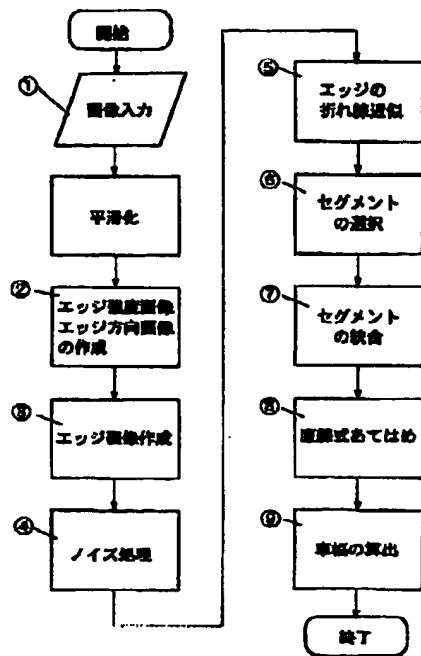 開始
①
画像入力
平滑化
②
エッジ強度画像
エッジ方向画像
の作成
③
エッジ画像作成
④
ノイズ処理
⑤
エッジの
折れ線近似
⑥
セグメント
の選択
⑦
セグメント
の統合
⑧
直線式あてはめ
⑨
車幅の算出
終了